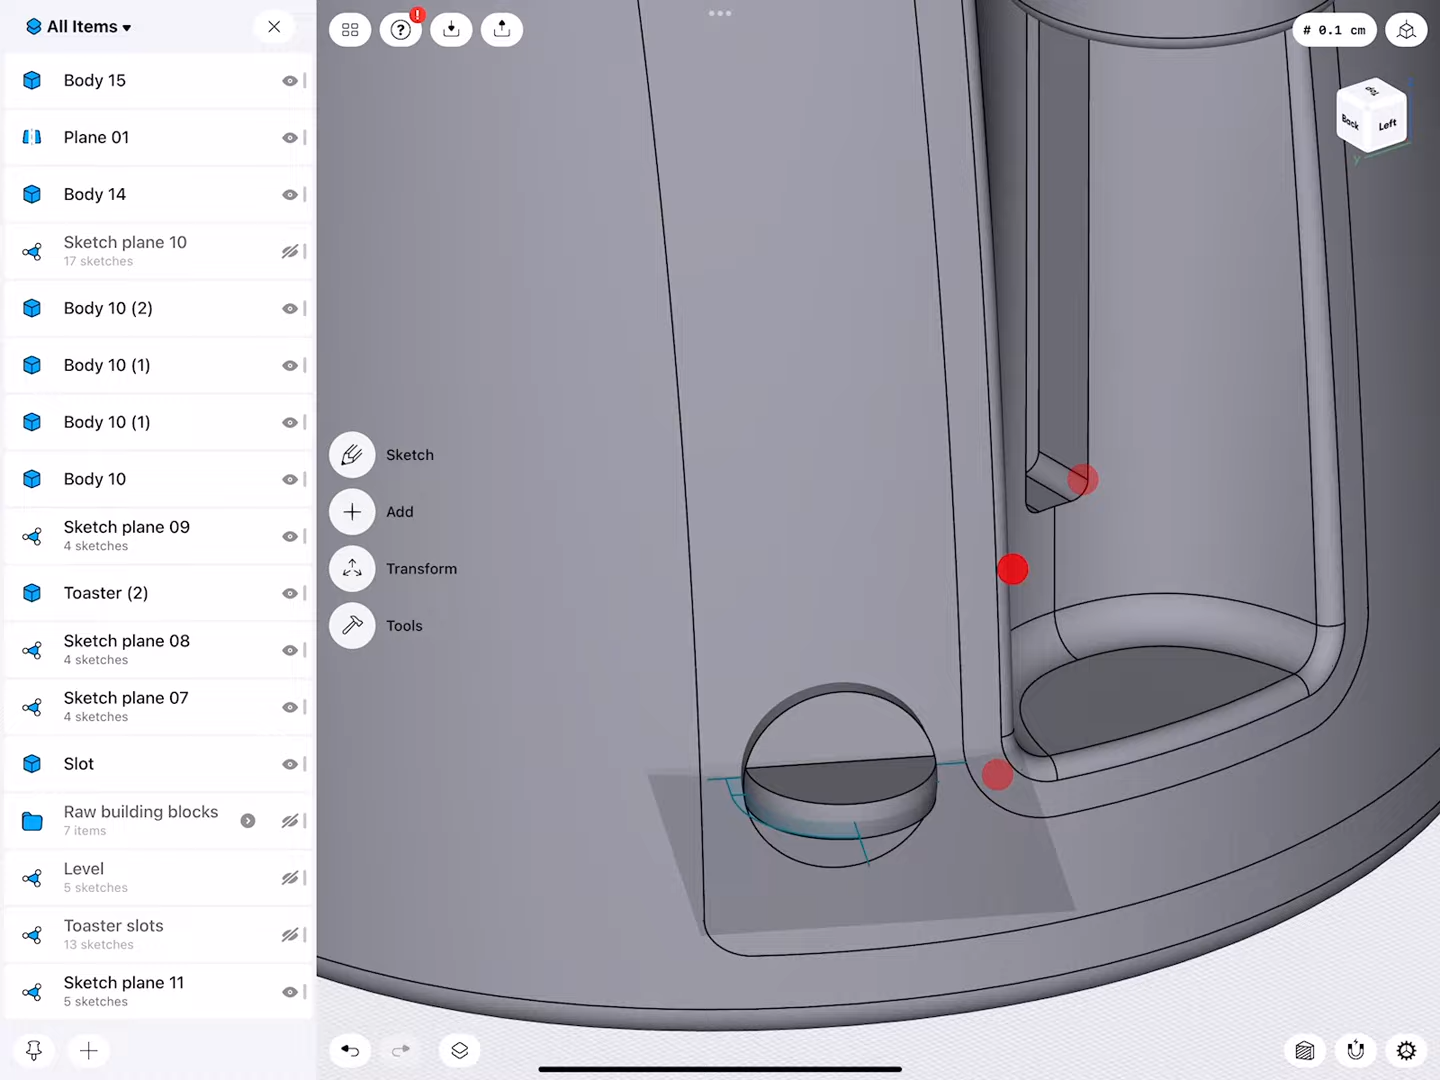 All Items
Body 15
Plane 01
Body 14
Sketch plane 10
17 sketches
Body 10 (2)
Body 10 (1)
Body 10 (1)
Body 10
Sketch plane 09
4 sketches
Toaster (2)
Sketch plane 08
4 sketches
Sketch plane 07
4 sketches
Slot
Raw building blocks
7 items
Level
5 sketches
Toaster slots
13 sketches
Sketch plane 11
5 sketches
Sketch
Add
Transform
Tools
# 0.1 cm
Top
Back
Left
y